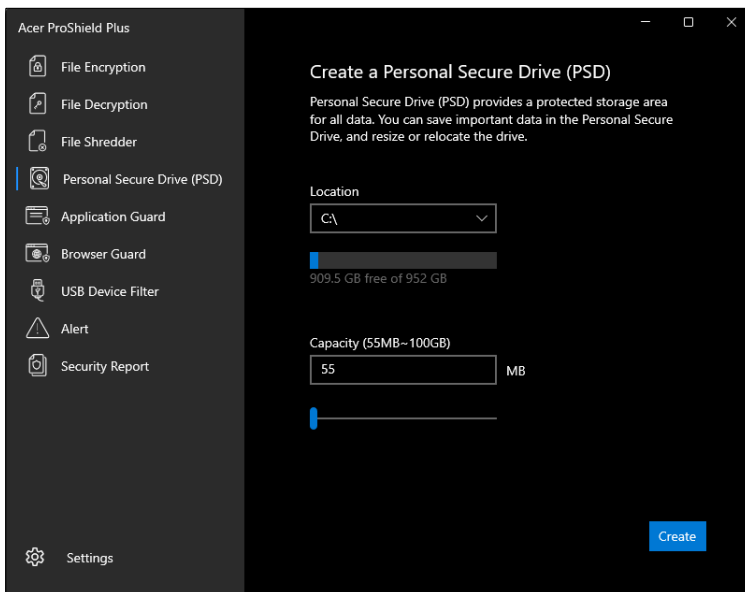 Acer ProShield Plus
File Encryption
File Decryption
File Shredder
Personal Secure Drive (PSD)
Application Guard
Browser Guard
USB Device Filter
Alert
Security Report
Settings
Create a Personal Secure Drive (PSD)
Personal Secure Drive (PSD) provides a protected storage area
for all data. You can save important data in the Personal Secure
Drive, and resize or relocate the drive.
Location
C:\
909.5 GB free of 952 GB
Capacity (55MB~100GB)
55
MB
Create